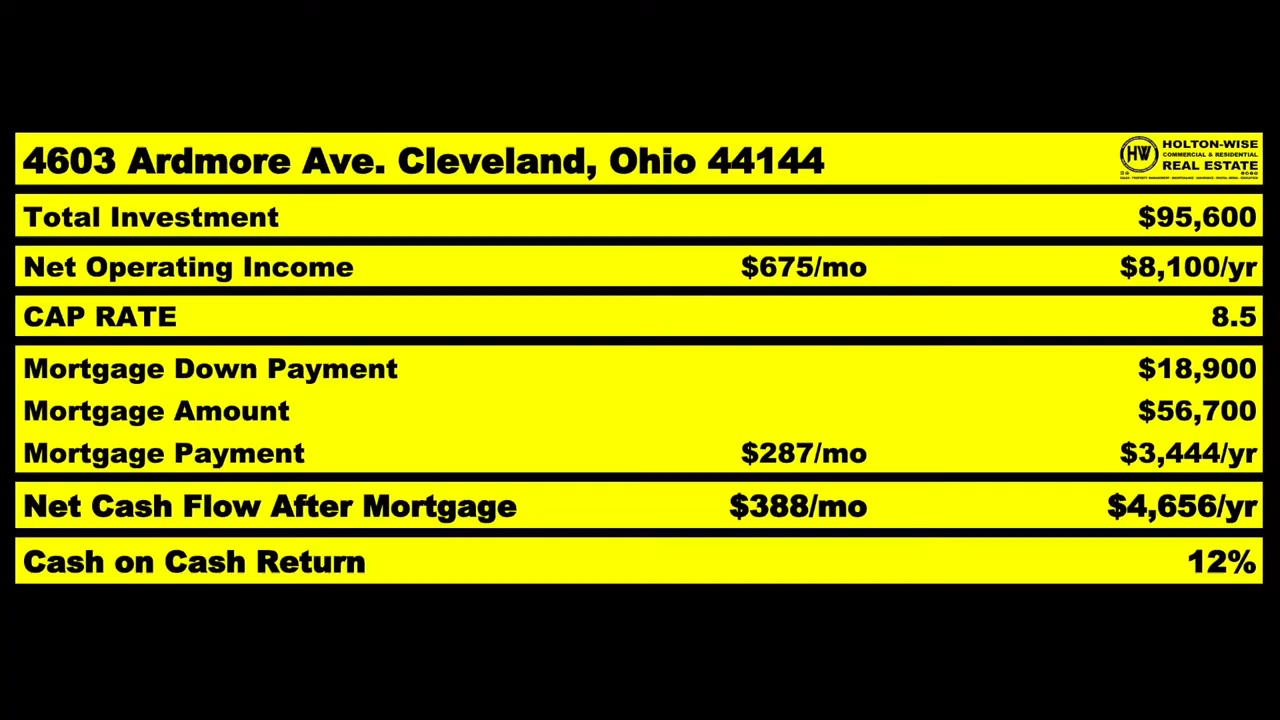 4603 Ardmore Ave. Cleveland, Ohio 44144
HW
HOLTON-WISE
COMMERCIAL & RESIDENTIAL
REAL ESTATE
Total Investment $95,600
Net Operating Income $675/mo $8,100/yr
CAP RATE 8.5
Mortgage Down Payment $18,900
Mortgage Amount $56,700
Mortgage Payment $287/mo $3,444/yr
Net Cash Flow After Mortgage $388/mo $4,656/yr
Cash on Cash Return 12%